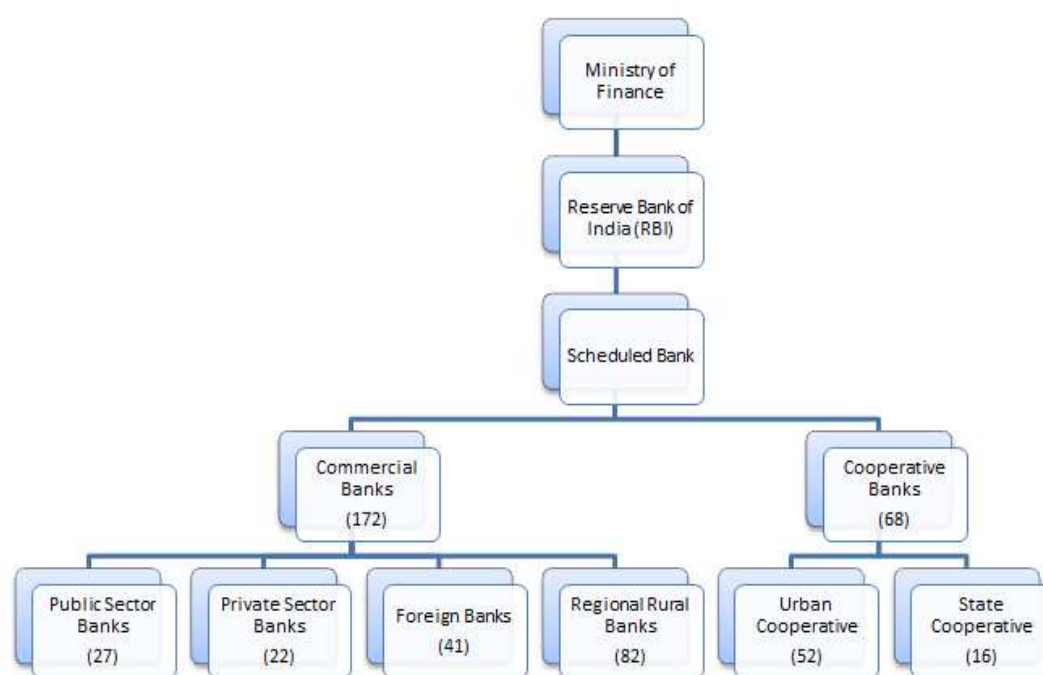 Ministry of
Finance
Reserve Bank of
India (RBI)
Scheduled Bank
Commercial
Banks
(172)
Cooperative
Banks
(68)
Public Sector
Banks
(27)
Private Sector
Banks
(22)
Foreign Banks
(41)
Regional Rural
Banks
(82)
Urban
Cooperative
(52)
State
Cooperative
(16)